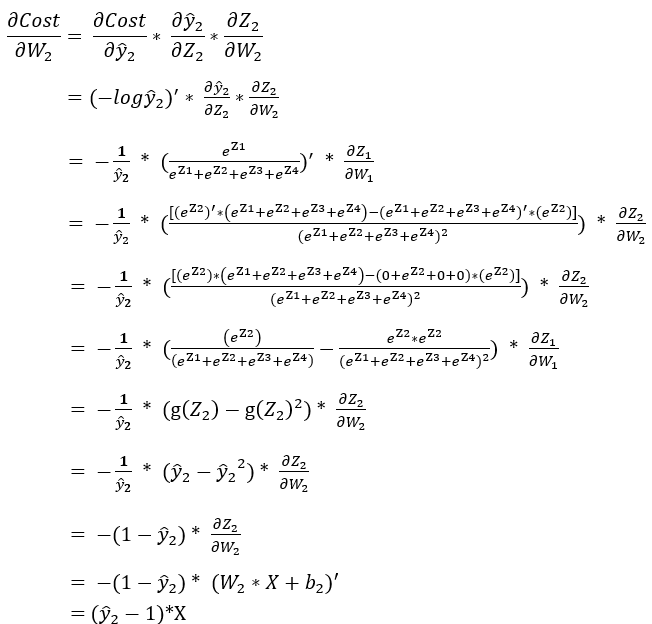 ∂Cost/∂W₂ = ∂Cost/∂ŷ₂ * ∂ŷ₂/∂Z₂ * ∂Z₂/∂W₂
= (−logŷ₂)′ * ∂ŷ₂/∂Z₂ * ∂Z₂/∂W₂
= −1/ŷ₂ * (e^Z1/(e^Z1+e^Z2+e^Z3+e^Z4))′ * ∂Z₁/∂W₁
= −1/ŷ₂ * ([(e^Z2)′*(e^Z1+e^Z2+e^Z3+e^Z4)−(e^Z1+e^Z2+e^Z3+e^Z4)′*(e^Z2)]/(e^Z1+e^Z2+e^Z3+e^Z4)²) * ∂Z₂/∂W₂
= −1/ŷ₂ * ([(e^Z2)*(e^Z1+e^Z2+e^Z3+e^Z4)−(0+e^Z2+0+0)*(e^Z2)]/(e^Z1+e^Z2+e^Z3+e^Z4)²) * ∂Z₂/∂W₂
= −1/ŷ₂ * ((e^Z2)/(e^Z1+e^Z2+e^Z3+e^Z4) − e^Z2*e^Z2/(e^Z1+e^Z2+e^Z3+e^Z4)²) * ∂Z₁/∂W₁
= −1/ŷ₂ * (g(Z₂)−g(Z₂)²) * ∂Z₂/∂W₂
= −1/ŷ₂ * (ŷ₂−ŷ₂²) * ∂Z₂/∂W₂
= −(1−ŷ₂) * ∂Z₂/∂W₂
= −(1−ŷ₂) * (W₂ * X + b₂)′
= (ŷ₂ − 1)*X